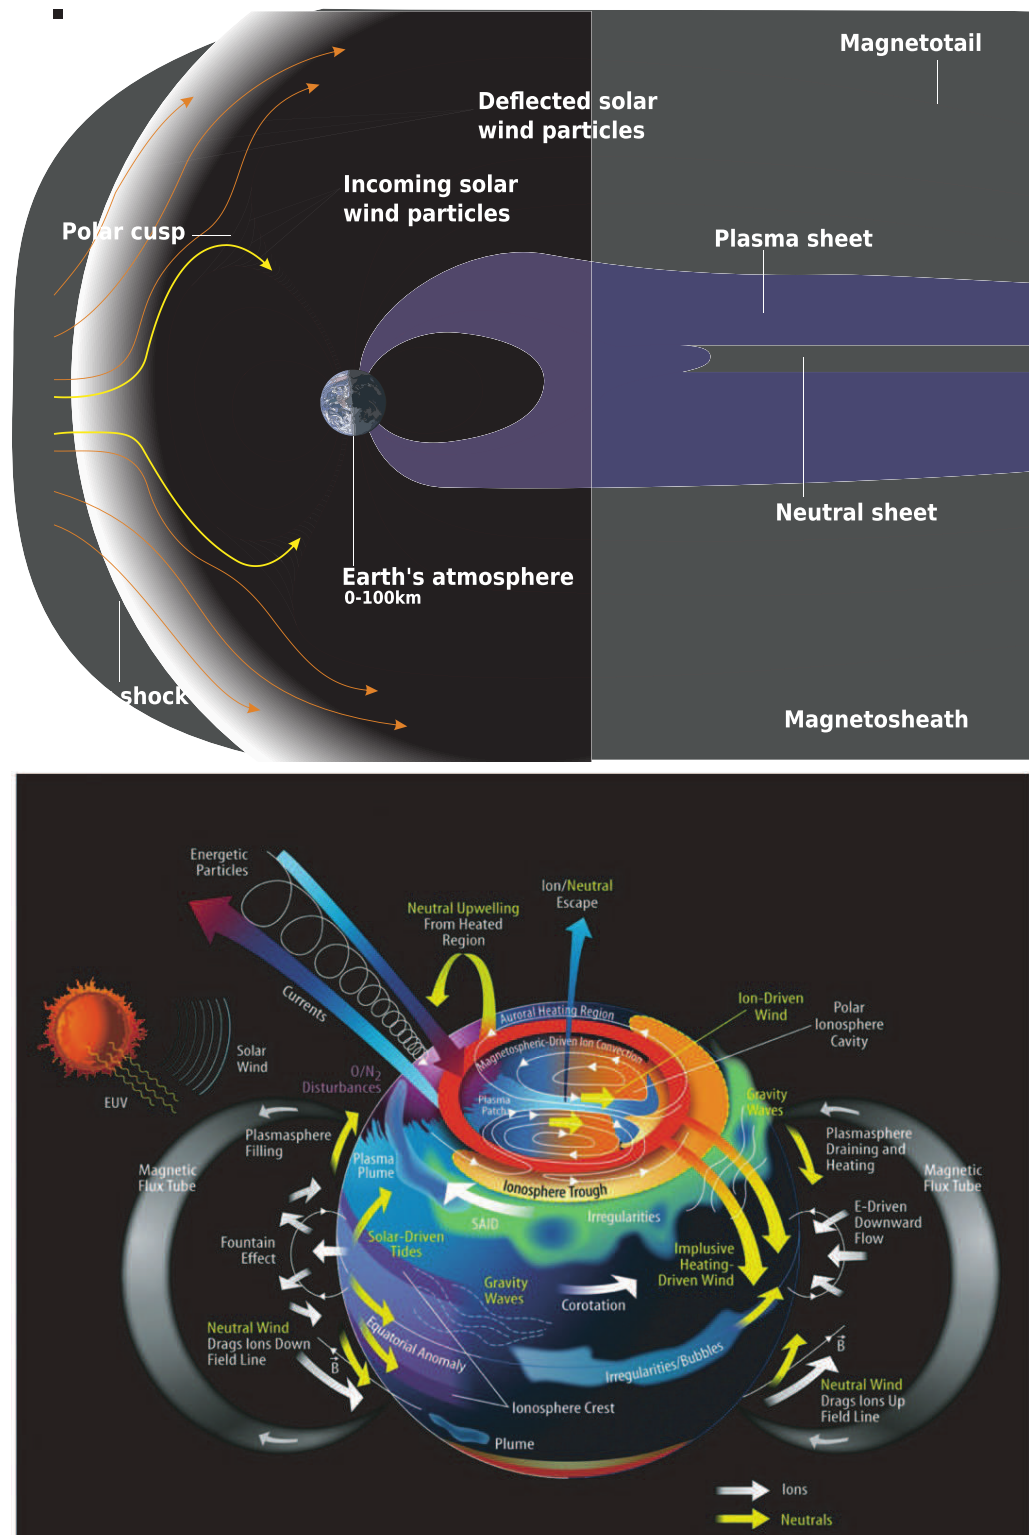 Magnetotail
Deflected solar
wind particles
Incoming solar
wind particles
Polar cusp
Plasma sheet
Neutral sheet
Earth's atmosphere
0-100km
shock
Magnetosheath
Energetic
Particles
Ion/Neutral
Escape
Neutral Upwelling
From Heated
Region
Currents
Auroral Heating Region
Ion-Driven
Wind
Polar
Ionosphere
Cavity
Magnetospheric-Driven Ion Convection
Solar
Wind
EUV
O/N2
Disturbances
Plasma
Patch
Gravity
Waves
Plasmasphere
Filling
Plasmasphere
Draining and
Heating
Magnetic
Flux Tube
Plasma
Plume
Magnetic
Flux Tube
Ionosphere Trough
SAID
Irregularities
E-Driven
Downward
Flow
Fountain
Effect
Solar-Driven
Tides
Implusive
Heating-
Driven Wind
Gravity
Waves
Corotation
Neutral Wind
Drags Ions Down
Field Line
B
Equatorial Anomaly
Irregularities/Bubbles
B
Neutral Wind
Drags Ions Up
Field Line
Ionosphere Crest
Plume
Ions
Neutrals